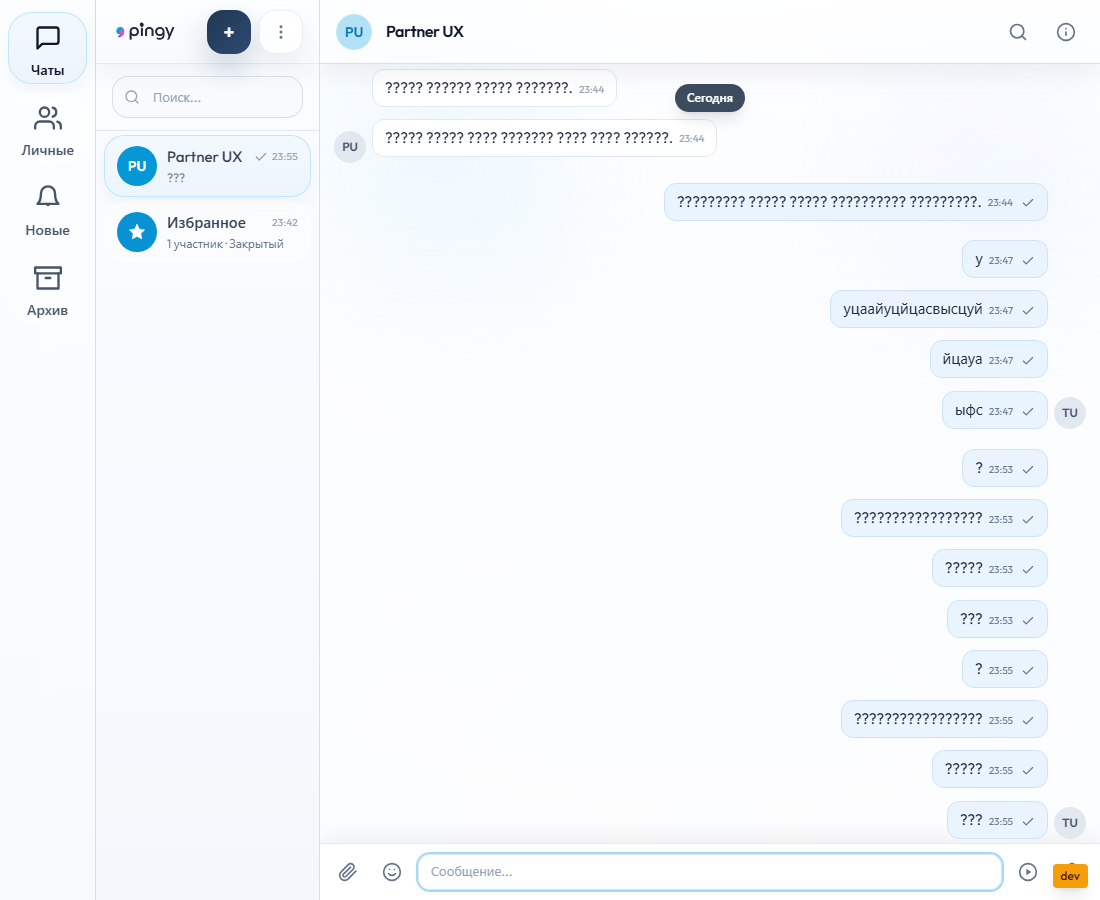 Чаты
Личные
Новые
Архив
pingy
+
Поиск...
PU
Partner UX
23:55
???
Избранное
23:42
1 участник · Закрытый
PU
Partner UX
Сегодня
????? ?????? ????? ???????. 23:44
PU
????? ????? ???? ??????? ???? ???? ??????. 23:44
????????? ????? ????? ?????????? ?????????. 23:44
у 23:47
уцаайуцйцасвысцуй 23:47
йцауа 23:47
ыфс 23:47
TU
? 23:53
????????????????? 23:53
????? 23:53
??? 23:53
? 23:55
????????????????? 23:55
????? 23:55
??? 23:55
TU
Сообщение...
dev